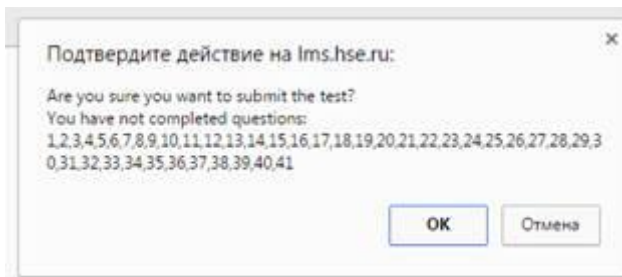 Подтвердите действие на lms.hse.ru:
Are you sure you want to submit the test?
You have not completed questions:
1,2,3,4,5,6,7,8,9,10,11,12,13,14,15,16,17,18,19,20,21,22,23,24,25,26,27,28,29,3
0,31,32,33,34,35,36,37,38,39,40,41
OK Отмена